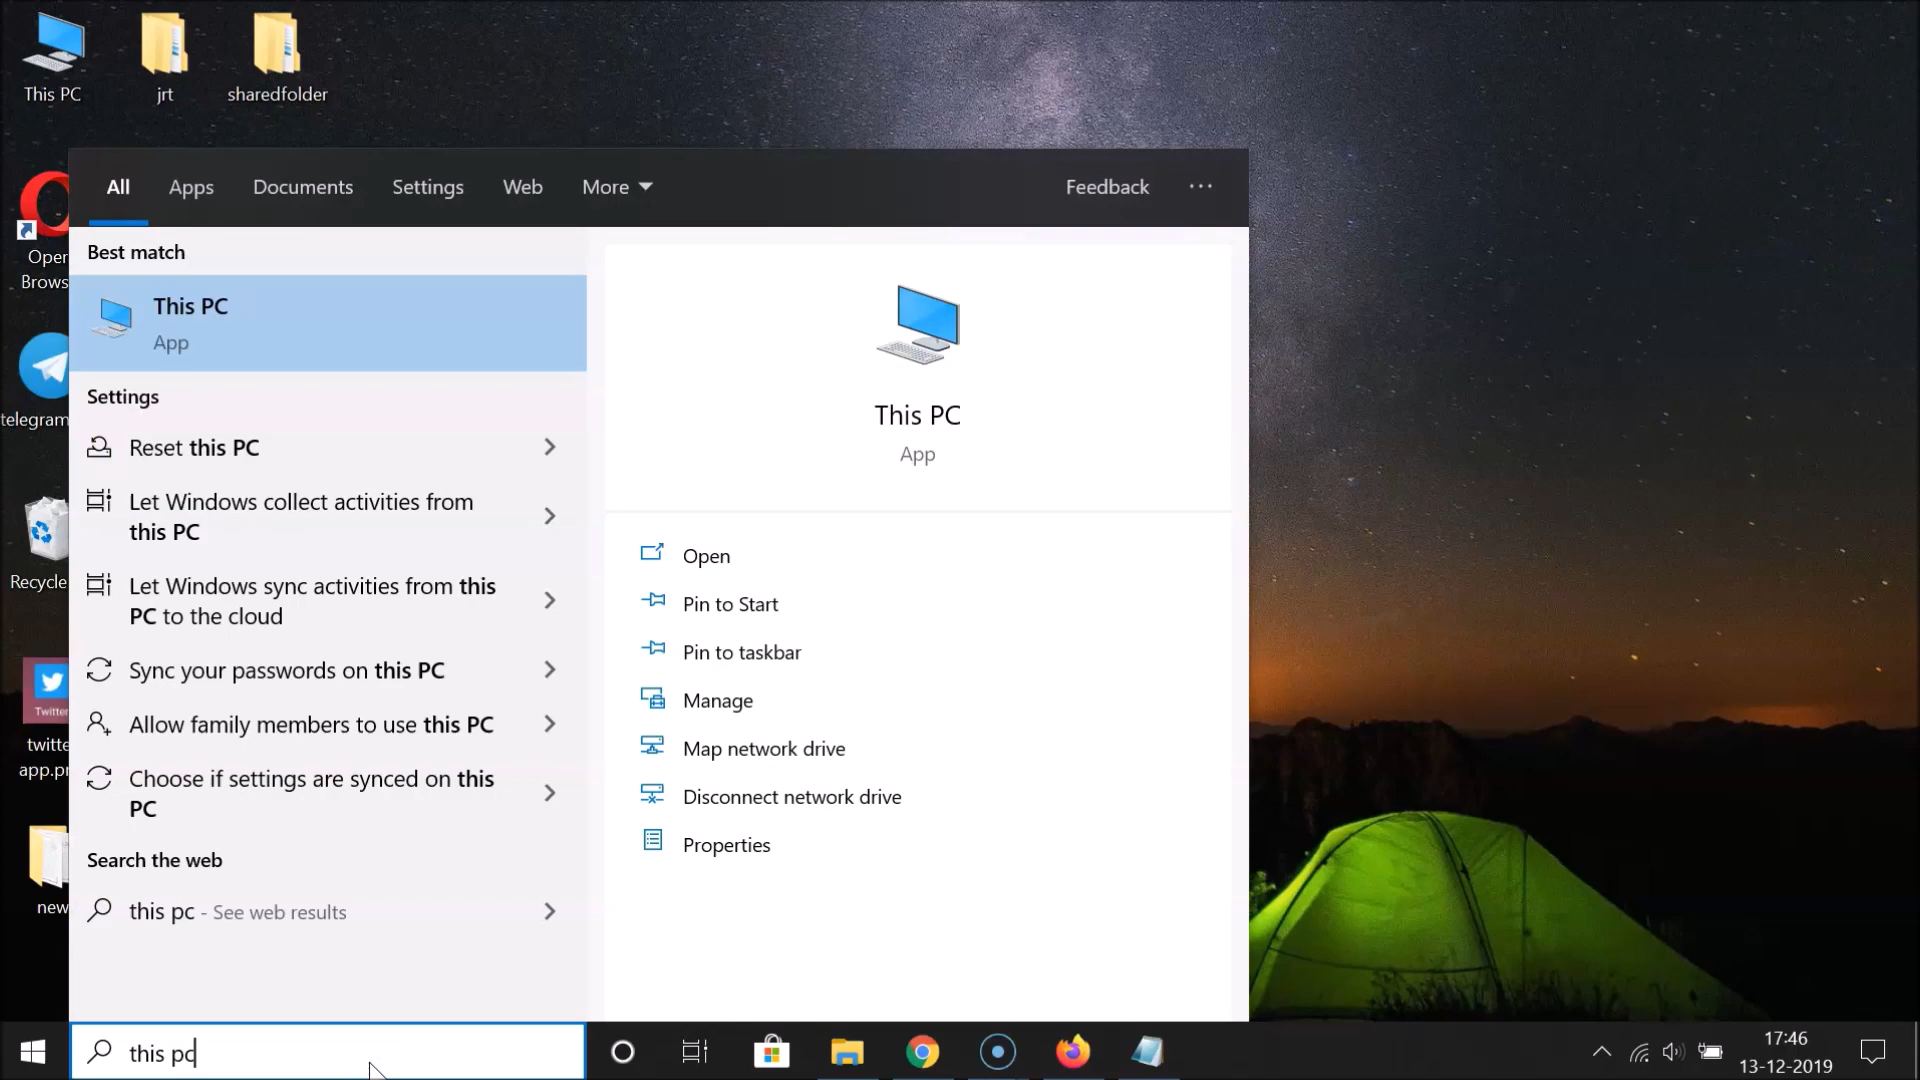 This PC
jrt
sharedfolder
All
Apps
Documents
Settings
Web
More
Feedback
Oper
Brows
telegram
Recycle
Twitter
twitte
app.pr
new
Best match
This PC
App
Settings
Reset this PC
Let Windows collect activities from
this PC
Let Windows sync activities from this
PC to the cloud
Sync your passwords on this PC
Allow family members to use this PC
Choose if settings are synced on this
PC
Search the web
this pc - See web results
This PC
App
Open
Pin to Start
Pin to taskbar
Manage
Map network drive
Disconnect network drive
Properties
this pc
17:46
13-12-2019